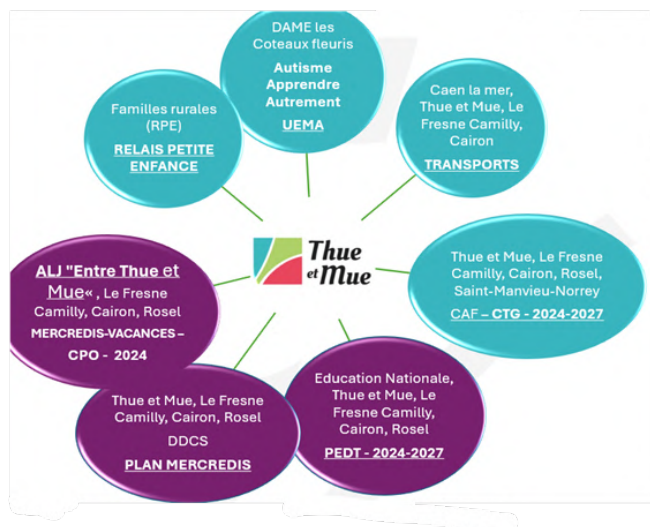 DAME les
Coteaux fleuris
Autisme
Apprendre
Autrement
UEMA
Familles rurales
(RPE)
RELAIS PETITE
ENFANCE
Caen la mer,
Thue et Mue, Le
Fresne Camilly,
Cairon
TRANSPORTS
Thue
et Mue
ALJ "Entre Thue et
Mue« , Le Fresne
Camilly, Cairon, Rosel
MERCREDIS-VACANCES –
CPO - 2024
Thue et Mue, Le Fresne
Camilly, Cairon, Rosel,
Saint-Manvieu-Norrey
CAF – CTG - 2024-2027
Thue et Mue, Le Fresne
Camilly, Cairon, Rosel
DDCS
PLAN MERCREDIS
Education Nationale,
Thue et Mue, Le
Fresne Camilly,
Cairon, Rosel
PEDT - 2024-2027